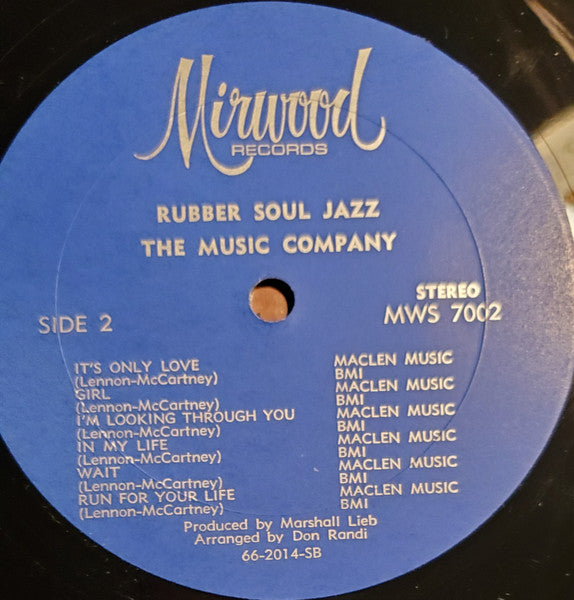 Mirwood
RECORDS
RUBBER SOUL JAZZ
THE MUSIC COMPANY
STEREO
SIDE 2 MWS 7002
IT'S ONLY LOVE MACLEN MUSIC
(Lennon-McCartney) BMI
GIRL MACLEN MUSIC
(Lennon-McCartney) BMI
I'M LOOKING THROUGH YOU MACLEN MUSIC
(Lennon-McCartney) BMI
IN MY LIFE MACLEN MUSIC
(Lennon-McCartney) BMI
WAIT MACLEN MUSIC
(Lennon-McCartney) BMI
RUN FOR YOUR LIFE MACLEN MUSIC
(Lennon-McCartney) BMI
Produced by Marshall Lieb
Arranged by Don Randi
66-2014-SB